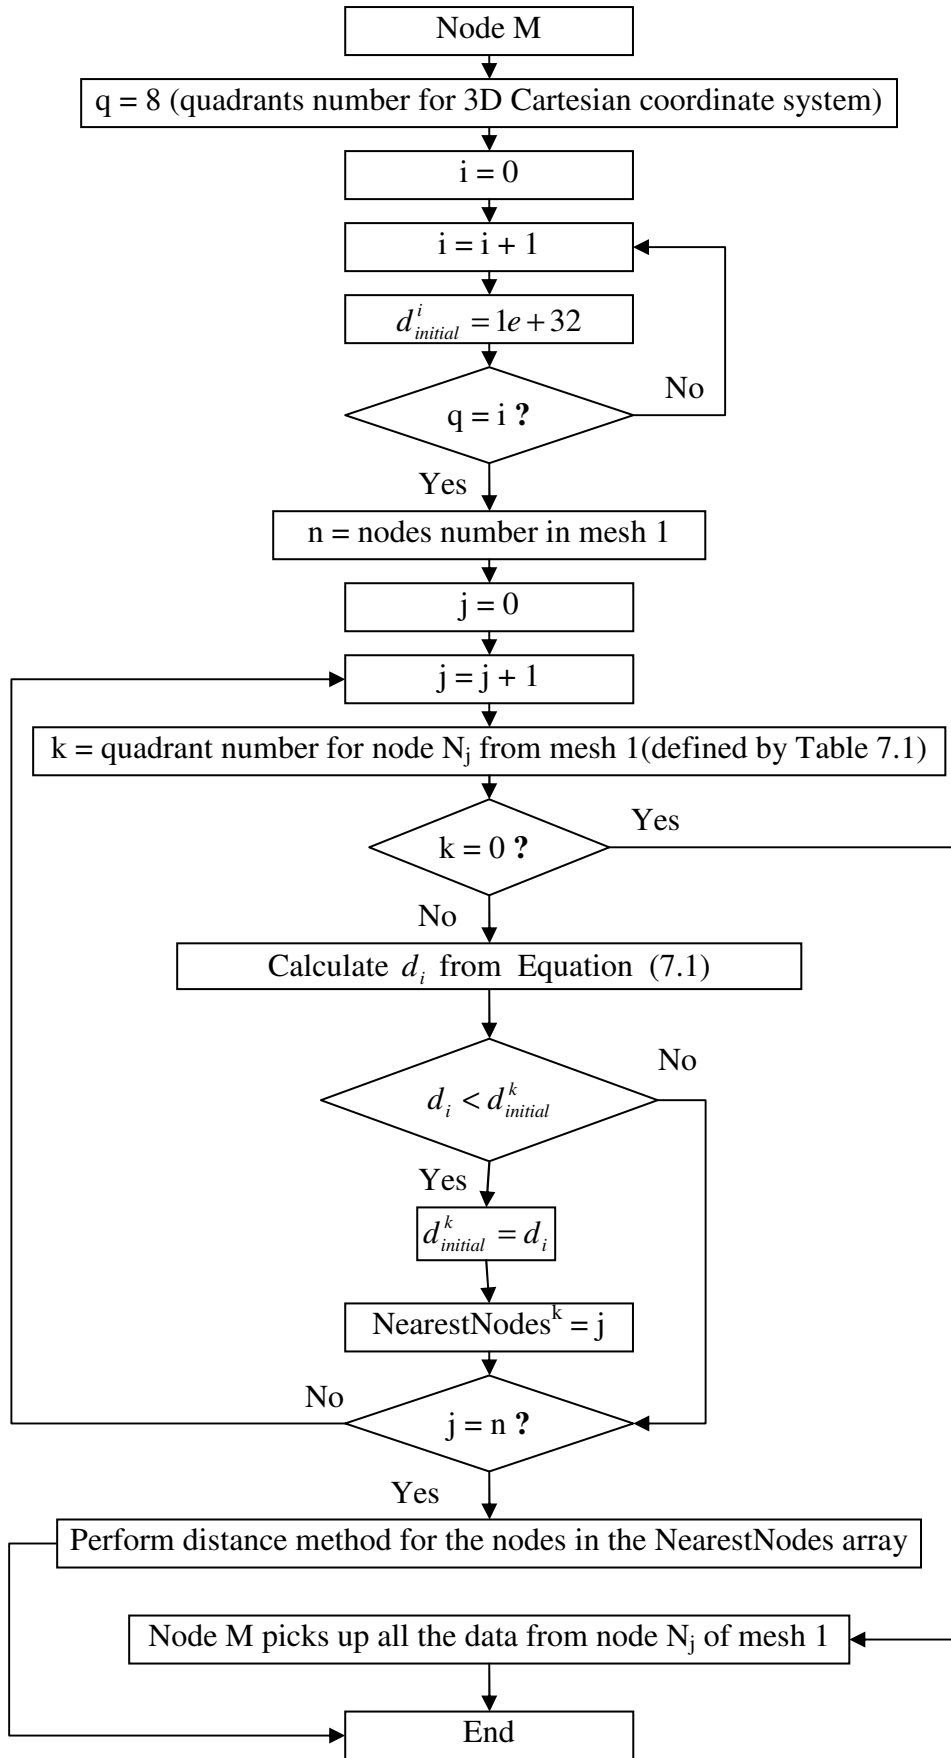 Node M
q = 8 (quadrants number for 3D Cartesian coordinate system)
i = 0
i = i + 1
d^i_initial = 1e + 32
q = i ?
No
Yes
n = nodes number in mesh 1
j = 0
j = j + 1
k = quadrant number for node N_j from mesh 1(defined by Table 7.1)
k = 0 ?
Yes
No
Calculate d_i from Equation (7.1)
d_i < d^k_initial
No
Yes
d^k_initial = d_i
NearestNodes^k = j
j = n ?
No
Yes
Perform distance method for the nodes in the NearestNodes array
Node M picks up all the data from node N_j of mesh 1
End